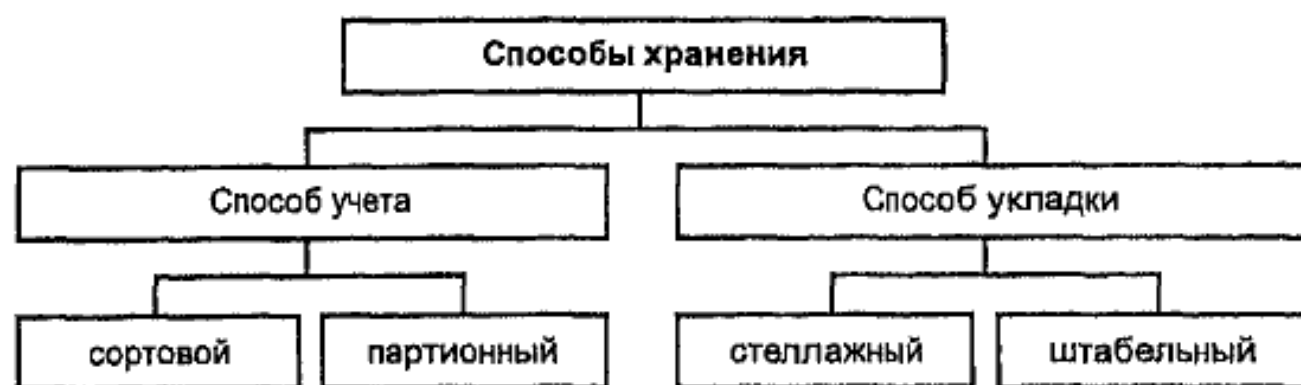 Способы хранения
Способ учета
Способ укладки
сортовой
партионный
стеллажный
штабельный